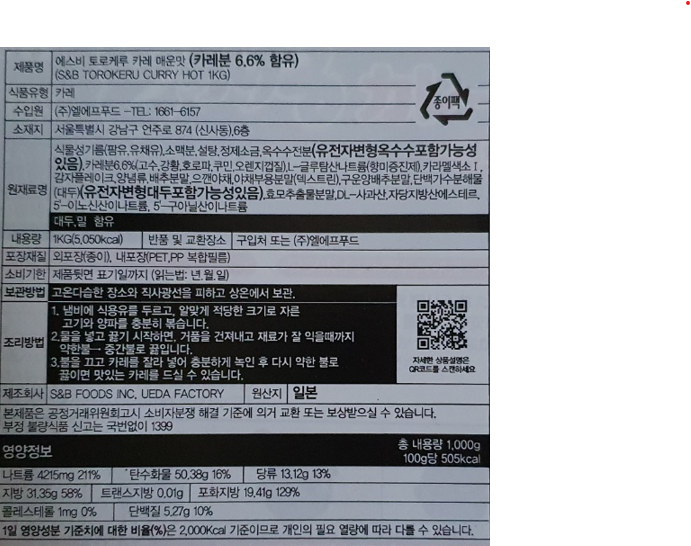 제품명 에스비 토로케루 카레 매운맛 (카레분 6.6% 함유)
(S&B TOROKERU CURRY HOT 1KG)
식품유형 카레
종이팩
수입원 (주)엘에프푸드 -TEL: 1661-6157
소재지 서울특별시 강남구 언주로 874 (신사동),6층
원재료명 식물성기름(팜유,유채유),소맥분,설탕,정제소금,옥수수전분(유전자변형옥수수포함가능성
있음),카레분6.6%(고수,강황,호로파,쿠민,오렌지껍질),L-글루탐산나트륨(향미증진제),카라멜색소Ⅰ,
감자플레이크,양념류,배추분말,으깬야채,야채부용분말(덱스트린),구운양배추분말,단백가수분해물
(대두)(유전자변형대두포함가능성있음),효모추출물분말,DL-사과산,자당지방산에스테르,
5'-이노신산이나트륨, 5'-구아닐산이나트륨
대두,밀 함유
내용량 1KG(5,050kcal) 반품 및 교환장소 구입처 또는 (주)엘에프푸드
포장재질 외포장(종이), 내포장(PET,PP 복합필름)
소비기한 제품뒷면 표기일까지 (읽는법: 년,월,일)
보관방법 고온다습한 장소와 직사광선을 피하고 상온에서 보관.
조리방법 1. 냄비에 식용유를 두르고, 알맞게 적당한 크기로 자른
고기와 양파를 충분히 볶습니다.
2.물을 넣고 끓기 시작하면, 거품을 건져내고 재료가 잘 익을때까지
약한불~ 중간불로 끓입니다.
3.불을 끄고 카레를 잘라 넣어 충분하게 녹인 후 다시 약한 불로
끓이면 맛있는 카레를 드실 수 있습니다.
자세한 상품설명은
QR코드를 스캔하세요
제조회사 S&B FOODS INC. UEDA FACTORY 원산지 일본
본제품은 공정거래위원회고시 소비자분쟁 해결 기준에 의거 교환 또는 보상받으실 수 있습니다.
부정 불량식품 신고는 국번없이 1399
영양정보 총 내용량 1,000g
100g당 505kcal
나트륨 4215mg 211% 탄수화물 50.38g 16% 당류 13.12g 13%
지방 31.35g 58% 트랜스지방 0.01g 포화지방 19.41g 129%
콜레스테롤 1mg 0% 단백질 5.27g 10%
1일 영양성분 기준치에 대한 비율(%)은 2,000Kcal 기준이므로 개인의 필요 열량에 따라 다를 수 있습니다.